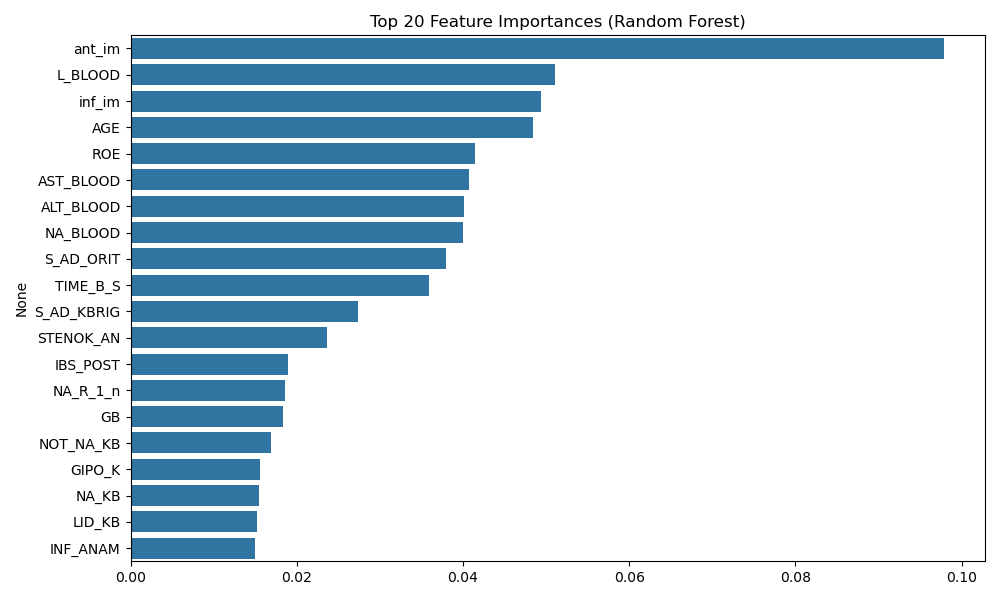 Top 20 Feature Importances (Random Forest)
None
ant_im
L_BLOOD
inf_im
AGE
ROE
AST_BLOOD
ALT_BLOOD
NA_BLOOD
S_AD_ORIT
TIME_B_S
S_AD_KBRIG
STENOK_AN
IBS_POST
NA_R_1_n
GB
NOT_NA_KB
GIPO_K
NA_KB
LID_KB
INF_ANAM
0.00 0.02 0.04 0.06 0.08 0.10